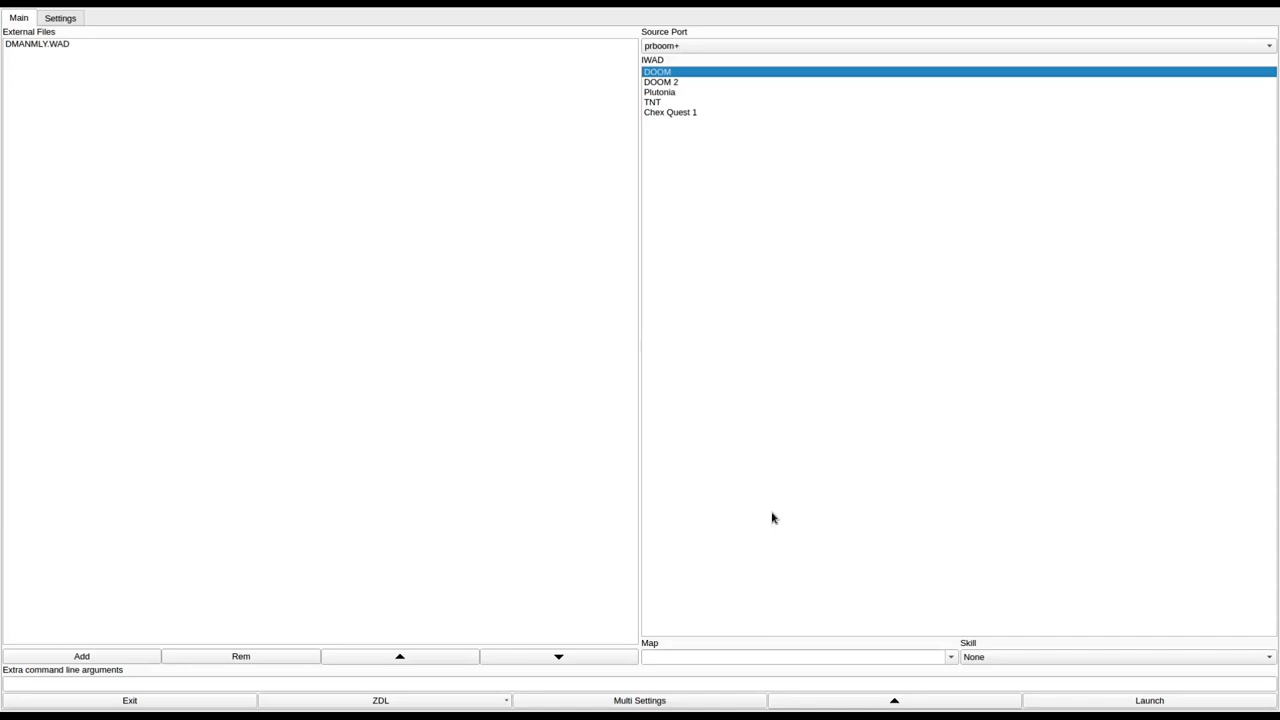 Main
Settings
External Files
DMANMLY.WAD
Source Port
prboom+
IWAD
DOOM
DOOM 2
Plutonia
TNT
Chex Quest 1
Map
Skill
None
Add
Rem
Extra command line arguments
Exit
ZDL
Multi Settings
Launch